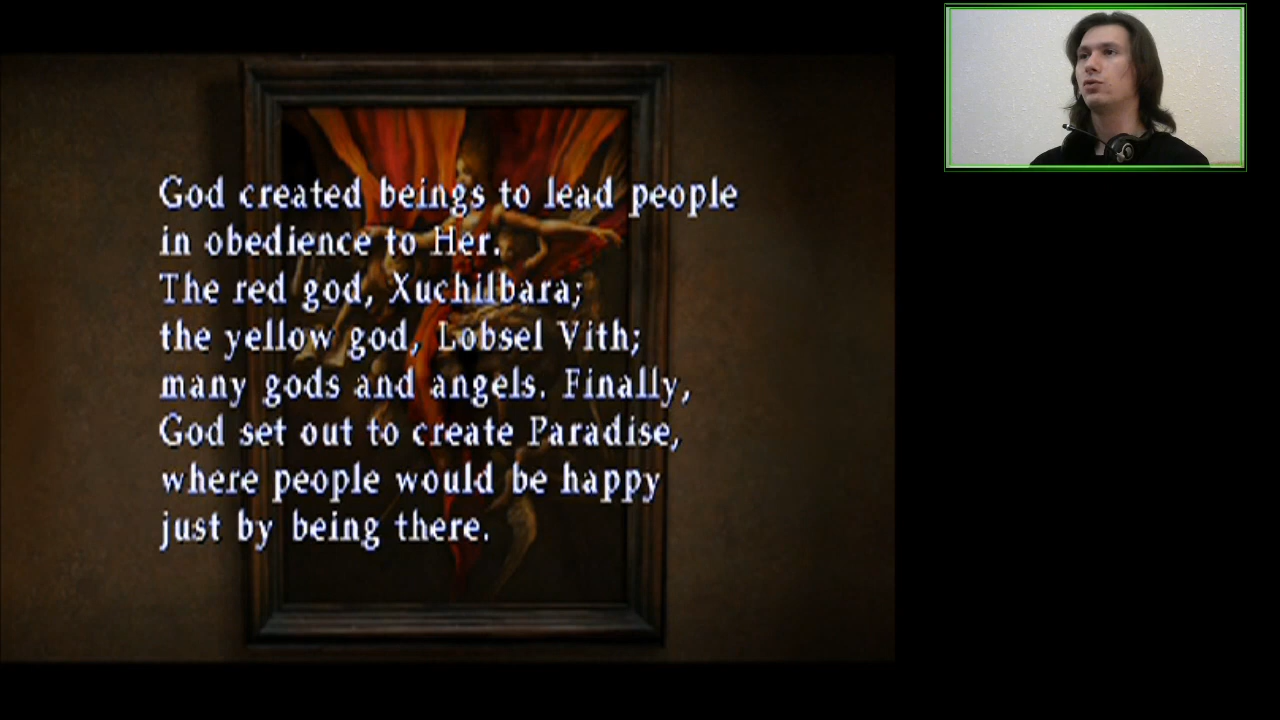 God created beings to lead people
in obedience to Her.
The red god, Xuchilbara;
the yellow god, Lobsel Vith;
many gods and angels. Finally,
God set out to create Paradise,
where people would be happy
just by being there.